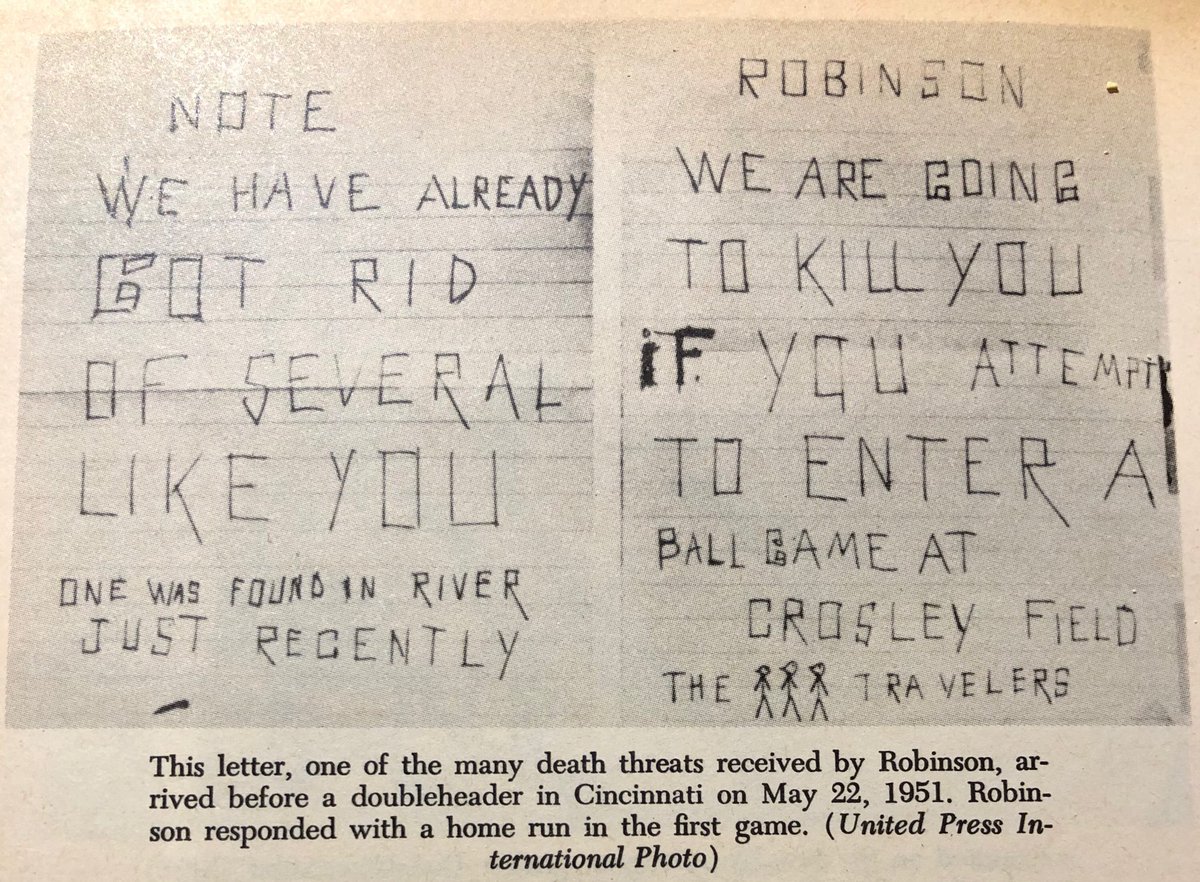 NOTE
WE HAVE ALREADY
GOT RID
OF SEVERAL
LIKE YOU
ONE WAS FOUND IN RIVER
JUST RECENTLY
ROBINSON
WE ARE GOING
TO KILL YOU
iF. YOU ATTEMPT
TO ENTER A
BALL GAME AT
CROSLEY FiELD
THE TRAVELERS
This letter, one of the many death threats received by Robinson, ar-
rived before a doubleheader in Cincinnati on May 22, 1951. Robin-
son responded with a home run in the first game. (United Press In-
ternational Photo)